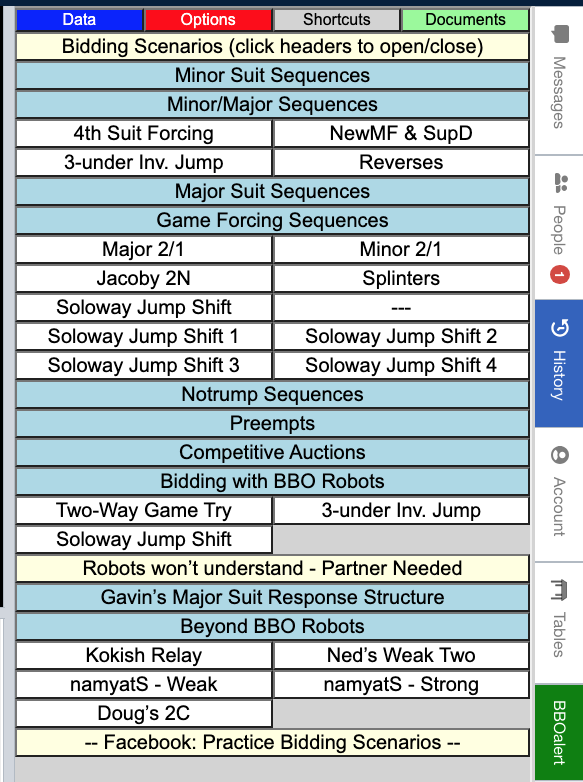 Data Options Shortcuts Documents
Bidding Scenarios (click headers to open/close)
Minor Suit Sequences
Minor/Major Sequences
4th Suit Forcing NewMF & SupD
3-under Inv. Jump Reverses
Major Suit Sequences
Game Forcing Sequences
Major 2/1 Minor 2/1
Jacoby 2N Splinters
Soloway Jump Shift ---
Soloway Jump Shift 1 Soloway Jump Shift 2
Soloway Jump Shift 3 Soloway Jump Shift 4
Notrump Sequences
Preempts
Competitive Auctions
Bidding with BBO Robots
Two-Way Game Try 3-under Inv. Jump
Soloway Jump Shift
Robots won’t understand - Partner Needed
Gavin’s Major Suit Response Structure
Beyond BBO Robots
Kokish Relay Ned’s Weak Two
namyatS - Weak namyatS - Strong
Doug’s 2C
-- Facebook: Practice Bidding Scenarios --
Messages
People 1
History
Account
Tables
BBOalert